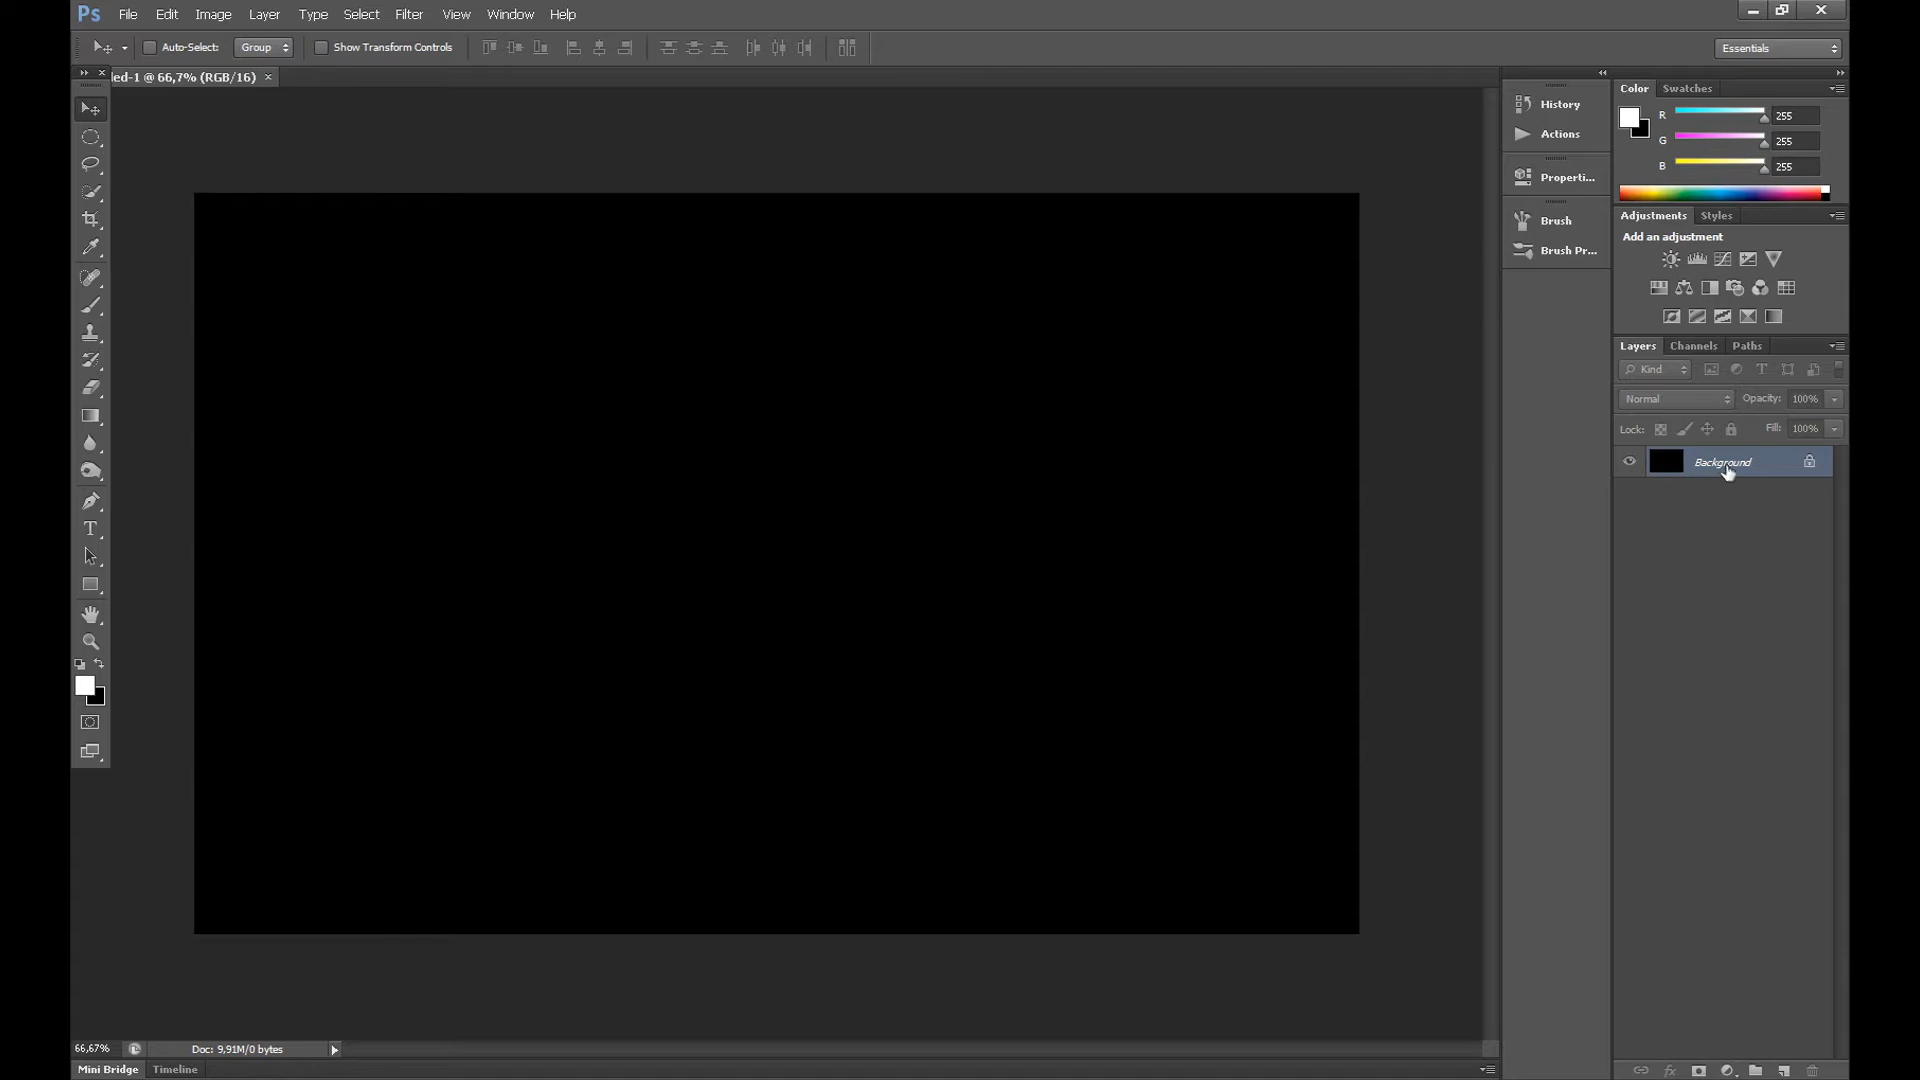 Ps File Edit Image Layer Type Select Filter View Window Help
Auto-Select: Group Show Transform Controls Essentials
led-1 @ 66,7% (RGB/16) ×
History
Actions
Properti...
Brush
Brush Pr...
Color Swatches
R 255
G 255
B 255
Adjustments Styles
Add an adjustment
Layers Channels Paths
Kind
Normal Opacity: 100%
Lock: Fill: 100%
Background
66,67% Doc: 9,91M/0 bytes
Mini Bridge Timeline